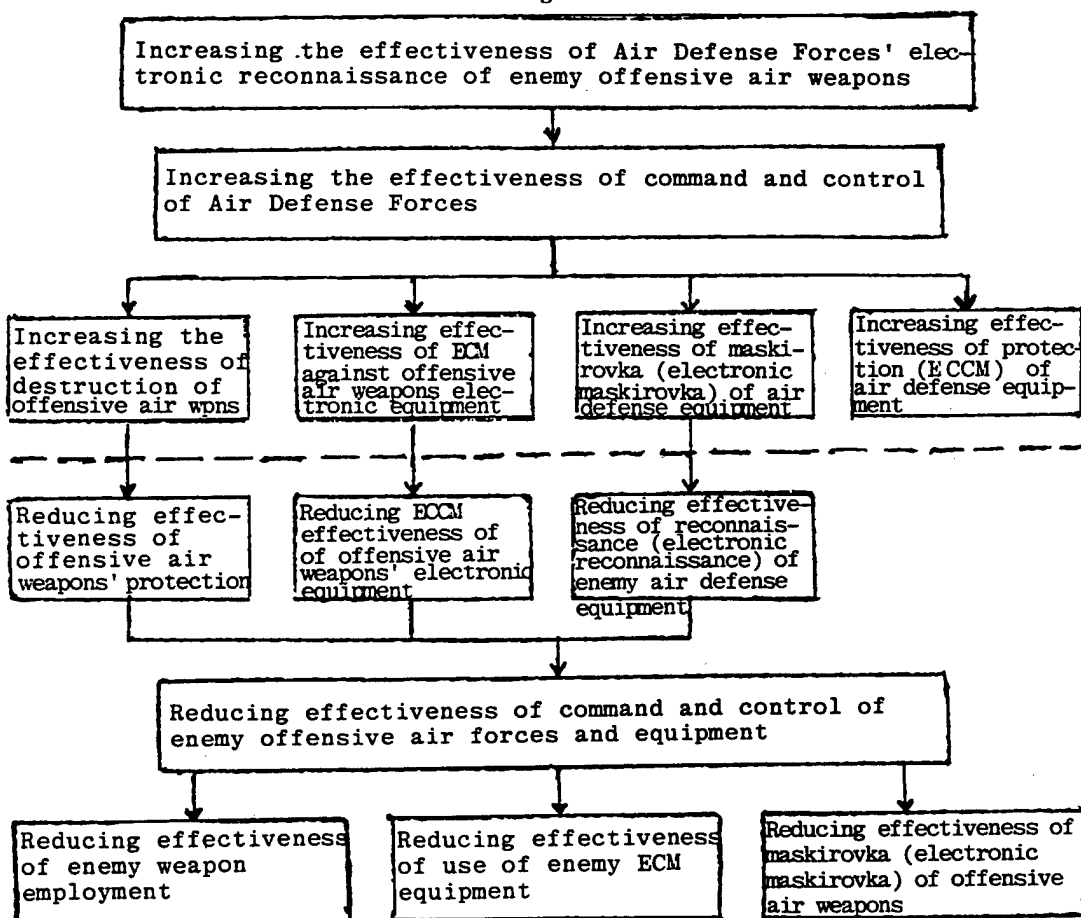 Increasing the effectiveness of Air Defense Forces' elec-
tronic reconnaissance of enemy offensive air weapons
Increasing the effectiveness of command and control
of Air Defense Forces
Increasing the
effectiveness of
destruction of
offensive air wpns
Increasing effec-
tiveness of ECM
against offensive
air weapons elec-
tronic equipment
Increasing effec-
tiveness of maski-
rovka (electronic
maskirovka) of air
defense equipment
Increasing effec-
tiveness of protec-
tion (ECCM) of
air defense equip-
ment
Reducing effec-
tiveness of
offensive air
weapons' protection
Reducing ECCM
effectiveness of
of offensive air
weapons' electronic
equipment
Reducing effective-
ness of reconnais-
sance (electronic
reconnaissance) of
enemy air defense
equipment
Reducing effectiveness of command and control of
enemy offensive air forces and equipment
Reducing effectiveness
of enemy weapon
employment
Reducing effectiveness
of use of enemy ECM
equipment
Reducing effectiveness of
maskirovka (electronic
maskirovka) of offensive
air weapons